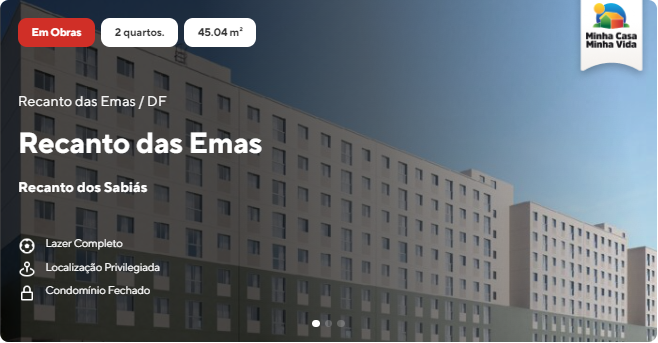 Em Obras
2 quartos.
45.04 m²
Minha Casa
Minha Vida
Recanto das Emas / DF
Recanto das Emas
Recanto dos Sabiás
Lazer Completo
Localização Privilegiada
Condomínio Fechado